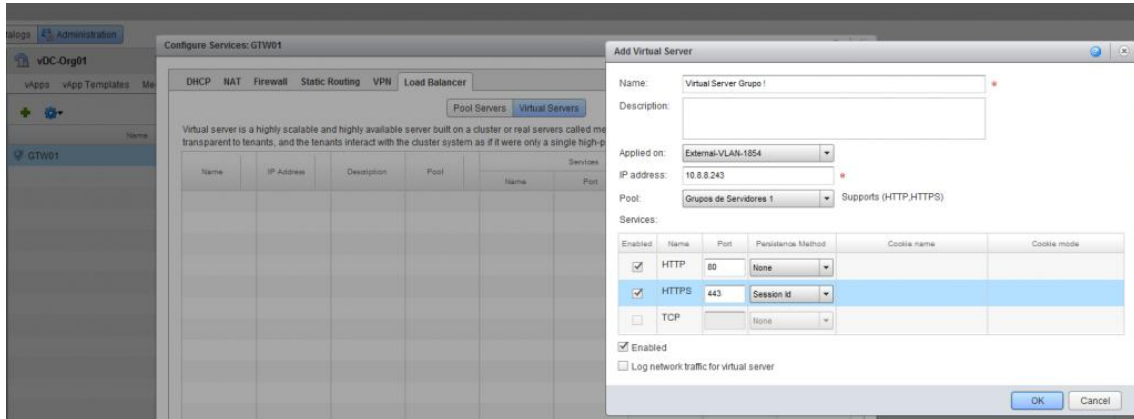 alogs Administration
vDC-Org01
vApps vApp Templates Me
Name
GTW01
Configure Services: GTW01
DHCP NAT Firewall Static Routing VPN Load Balancer
Pool Servers Virtual Servers
Virtual server is a highly scalable and highly available server built on a cluster or real servers called me
transparent to tenants, and the tenants interact with the cluster system as if it were only a single high-p
Services
Name IP Address Description Pool Name Port
Add Virtual Server
Name: Virtual Server Grupo ! *
Description:
Applied on: External-VLAN-1854
IP address: 10.8.8.243 *
Pool: Grupos de Servidores 1 Supports (HTTP,HTTPS)
Services:
Enabled Name Port Persistence Method Cookie name Cookie mode
HTTP 80 None
HTTPS 443 Session Id
TCP None
Enabled
Log network traffic for virtual server
OK Cancel